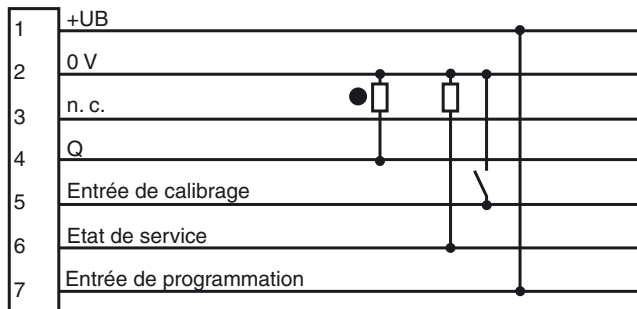 1 +UB
2 0 V
3 n. c.
4 Q
5 Entrée de calibrage
6 Etat de service
7 Entrée de programmation